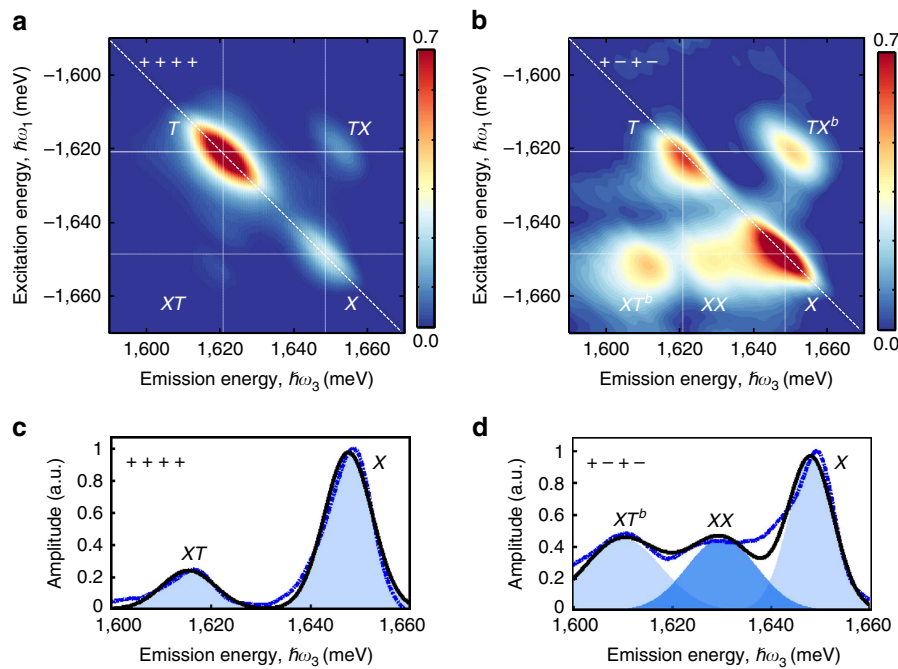 a
b
0.7
0.7
++++
+−+−
−1,600
−1,620
−1,640
−1,660
Excitation energy, ℏω₁ (meV)
T
TX
XT
X
1,600 1,620 1,640 1,660
Emission energy, ℏω₃ (meV)
0.0
−1,600
−1,620
−1,640
−1,660
Excitation energy, ℏω₁ (meV)
T
TXᵇ
XTᵇ
XX
X
1,600 1,620 1,640 1,660
Emission energy, ℏω₃ (meV)
0.0
c
++++
1
0.8
0.6
0.4
0.2
0
Amplitude (a.u.)
XT
X
1,600 1,620 1,640 1,660
Emission energy, ℏω₃ (meV)
d
+−+−
1
0.8
0.6
0.4
0.2
0
Amplitude (a.u.)
XTᵇ
XX
X
1,600 1,620 1,640 1,660
Emission energy, ℏω₃ (meV)